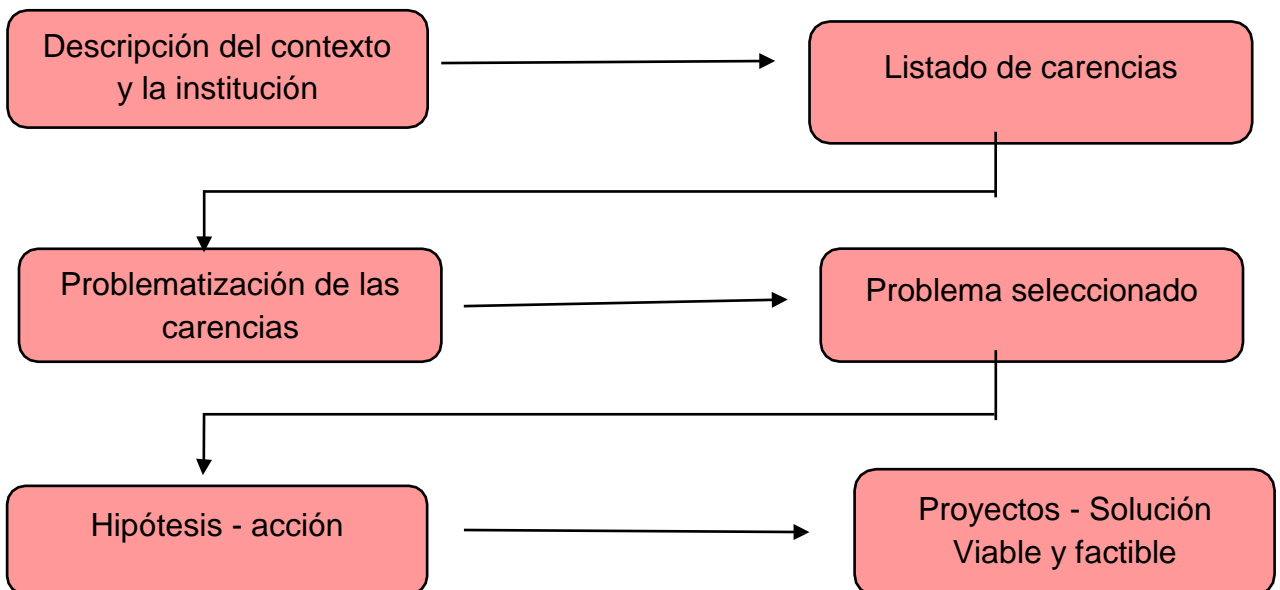 Descripción del contexto
y la institución
Listado de carencias
Problematización de las
carencias
Problema seleccionado
Hipótesis - acción
Proyectos - Solución
Viable y factible